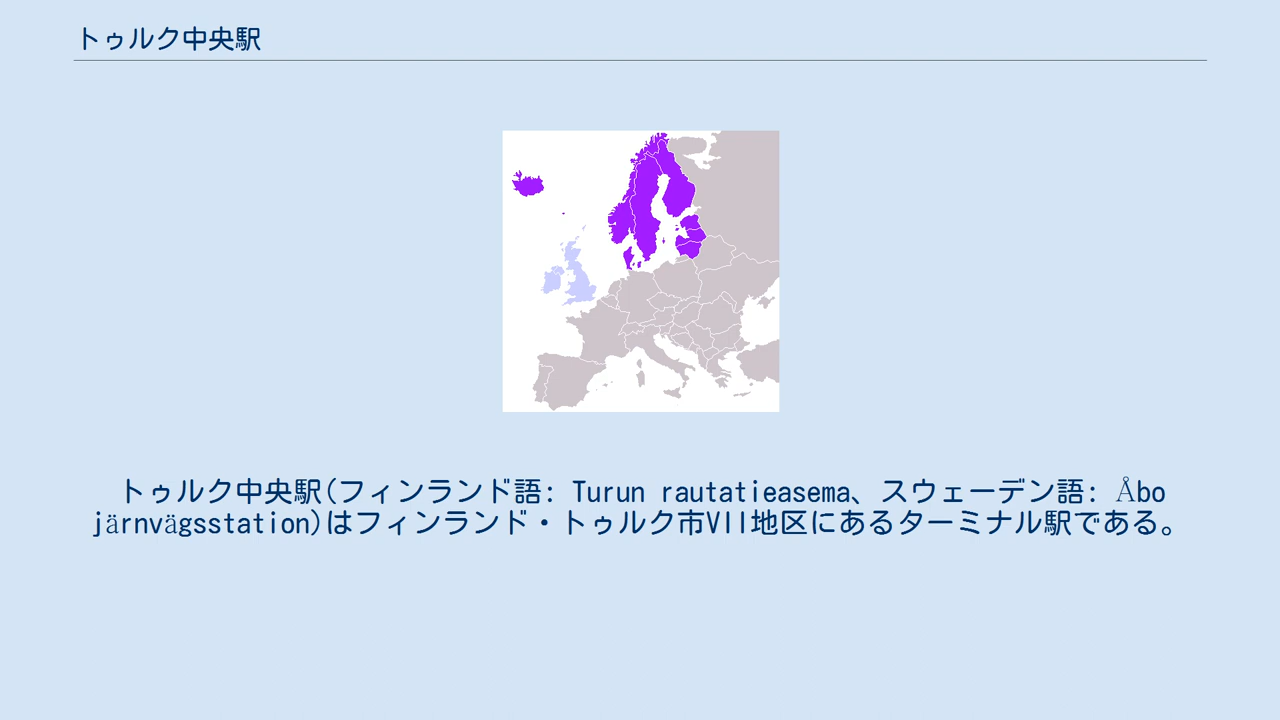 トゥルク中央駅
トゥルク中央駅(フィンランド語: Turun rautatieasema、スウェーデン語: Åbo
järnvägsstation)はフィンランド・トゥルク市VII地区にあるターミナル駅である。